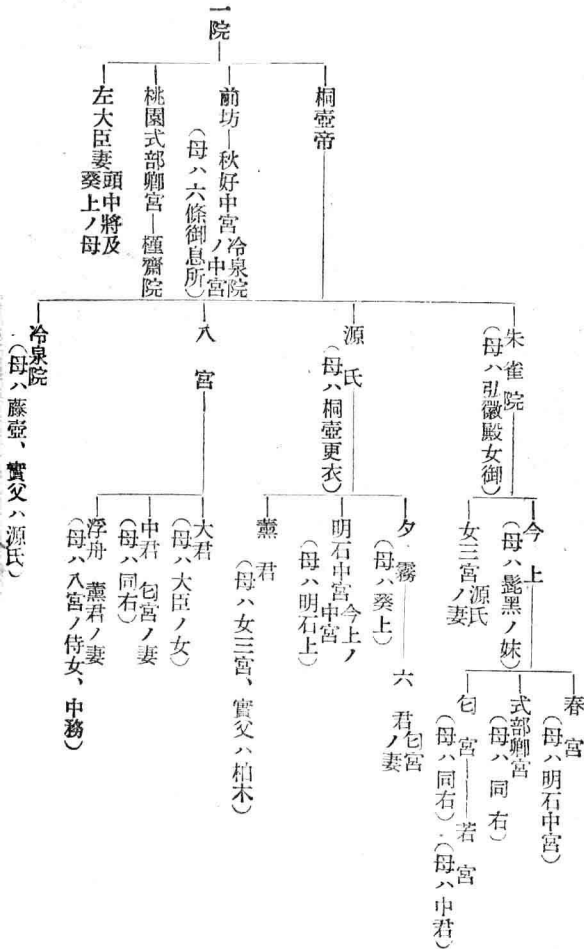 一院
桐壺帝
前坊―秋好中宮 冷泉院ノ中宮
(母ハ六條御息所)
桃園式部卿宮―槿齋院
左大臣妻 頭中將及葵上ノ母
朱雀院
(母ハ弘徽殿女御)
源氏
(母ハ桐壺更衣)
八宮
冷泉院
(母ハ藤壺、實父ハ源氏)
今上
(母ハ髭黑ノ妹)
女三宮 源氏ノ妻
夕霧
(母ハ葵上)
六君 匂宮ノ妻
明石中宮 今上ノ中宮
(母ハ明石上)
薰君
(母ハ女三宮、實父ハ柏木)
大君
(母ハ大臣ノ女)
中君 匂宮ノ妻
(母ハ同右)
浮舟 薰君ノ妻
(母ハ八宮ノ侍女、中務)
春宮
(母ハ明石中宮)
式部卿宮
(母ハ同右)
匂宮――若宮
(母ハ同右)(母ハ中君)